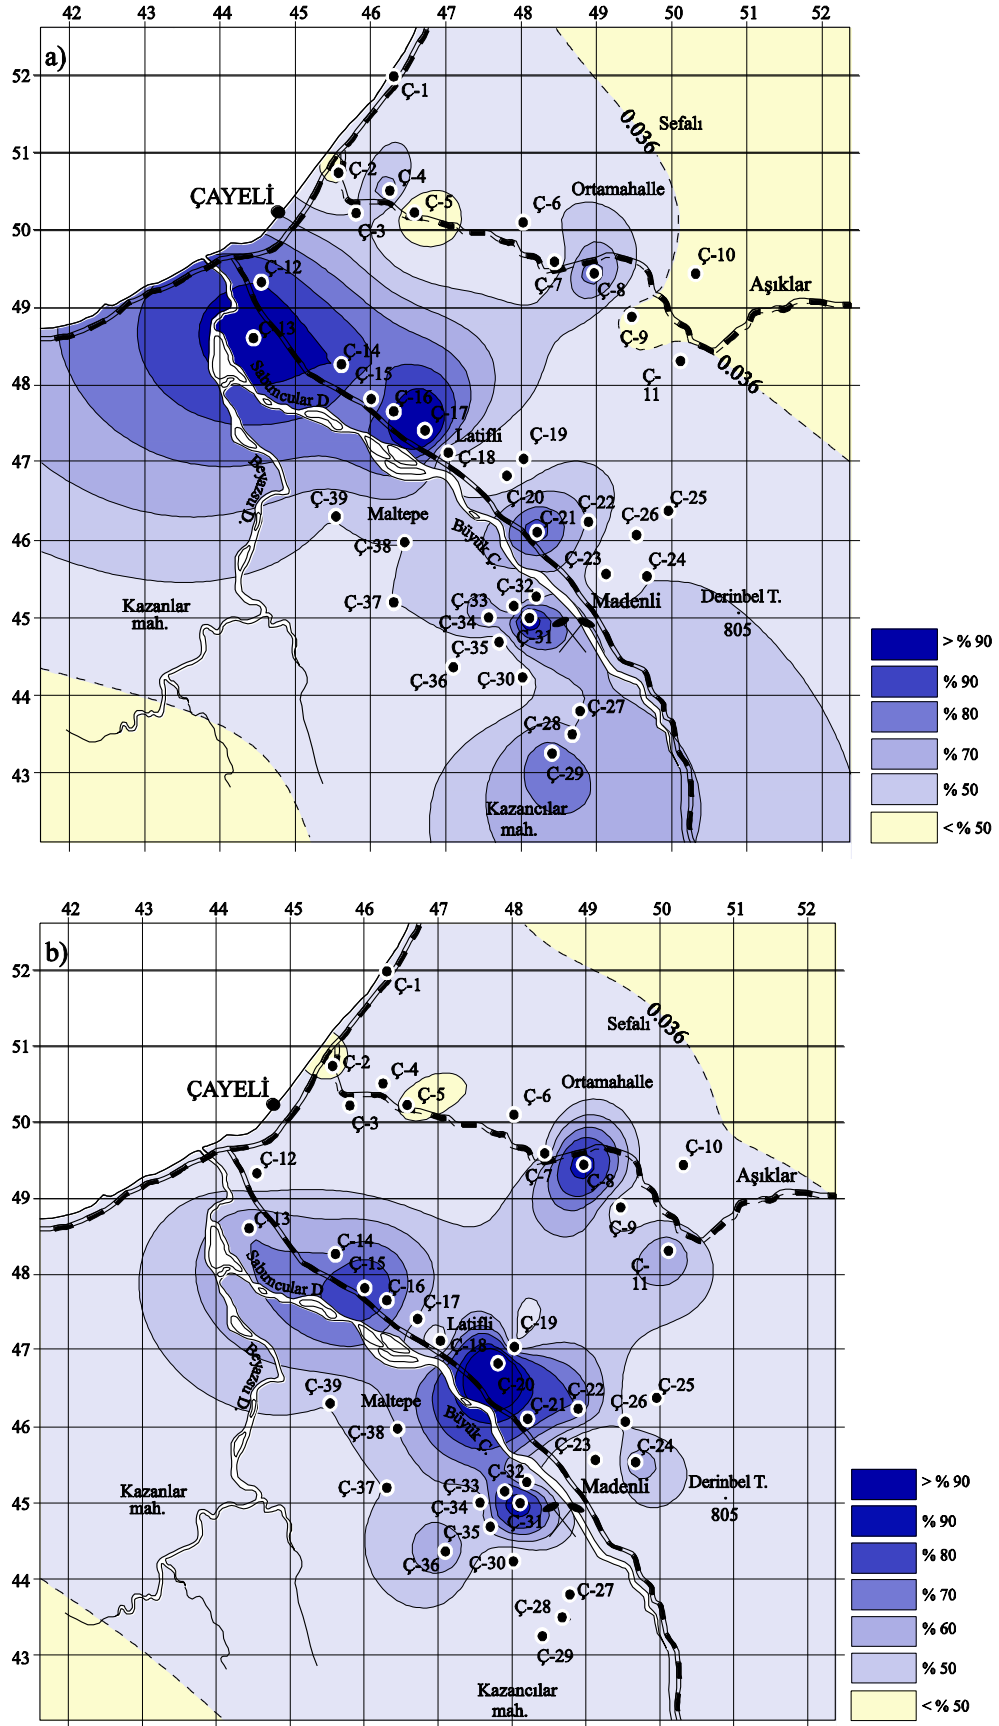 42 43 44 45 46 47 48 49 50 51 52
a)
52
Ç-1
0.036
Sefalı
51
Ç-2
Ç-4
Ortamahalle
ÇAYELİ
Ç-5
Ç-6
Ç-3
50
Ç-12
Ç-7
Ç-8
Ç-10
Aşıklar
49
Ç-13
Ç-9
Ç-14
0.036
48
Sabuncular D
Ç-15
Ç-11
Ç-16
Ç-17
Latifli
Ç-19
47
Ç-18
Beyazsu D.
Ç-39
Maltepe
Ç-20
Ç-22
Ç-25
Büyük Ç.
Ç-21
Ç-26
46
Ç-38
Ç-23
Ç-24
Kazanlar
mah.
Ç-37
Ç-33
Ç-32
Madenli
Derinbel T.
805
45
Ç-34
Ç-31
Ç-35
Ç-36
Ç-30
44
Ç-27
Ç-28
43
Ç-29
Kazancılar
mah.
> % 90
% 90
% 80
% 70
% 50
< % 50
42 43 44 45 46 47 48 49 50 51 52
b)
52
Ç-1
0.036
Sefalı
51
Ç-2
Ç-4
Ortamahalle
ÇAYELİ
Ç-5
Ç-6
50
Ç-3
Ç-12
Ç-7
Ç-8
Ç-10
Aşıklar
49
Ç-13
Ç-9
Ç-14
48
Sabuncular D
Ç-15
Ç-11
Ç-16
Ç-17
Latifli
Ç-19
47
Ç-18
Beyazsu D.
Ç-39
Maltepe
Ç-20
Ç-22
Ç-25
Büyük Ç.
Ç-21
Ç-26
46
Ç-38
Ç-23
Ç-24
Kazanlar
mah.
Ç-37
Ç-33
Ç-32
Madenli
Derinbel T.
805
45
Ç-34
Ç-31
Ç-35
Ç-36
Ç-30
44
Ç-27
Ç-28
43
Ç-29
Kazancılar
mah.
> % 90
% 90
% 80
% 70
% 60
% 50
< % 50